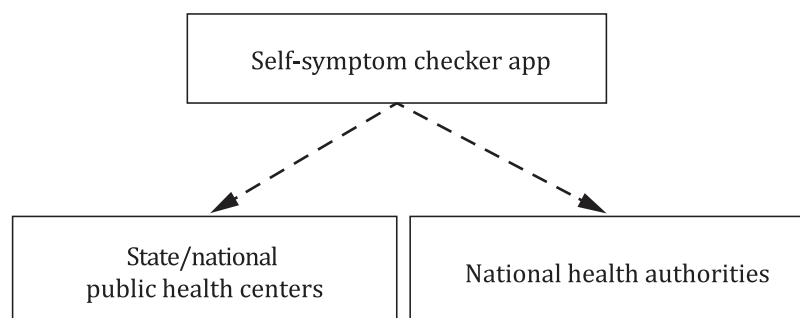 Self-symptom checker app
State/national
public health centers
National health authorities